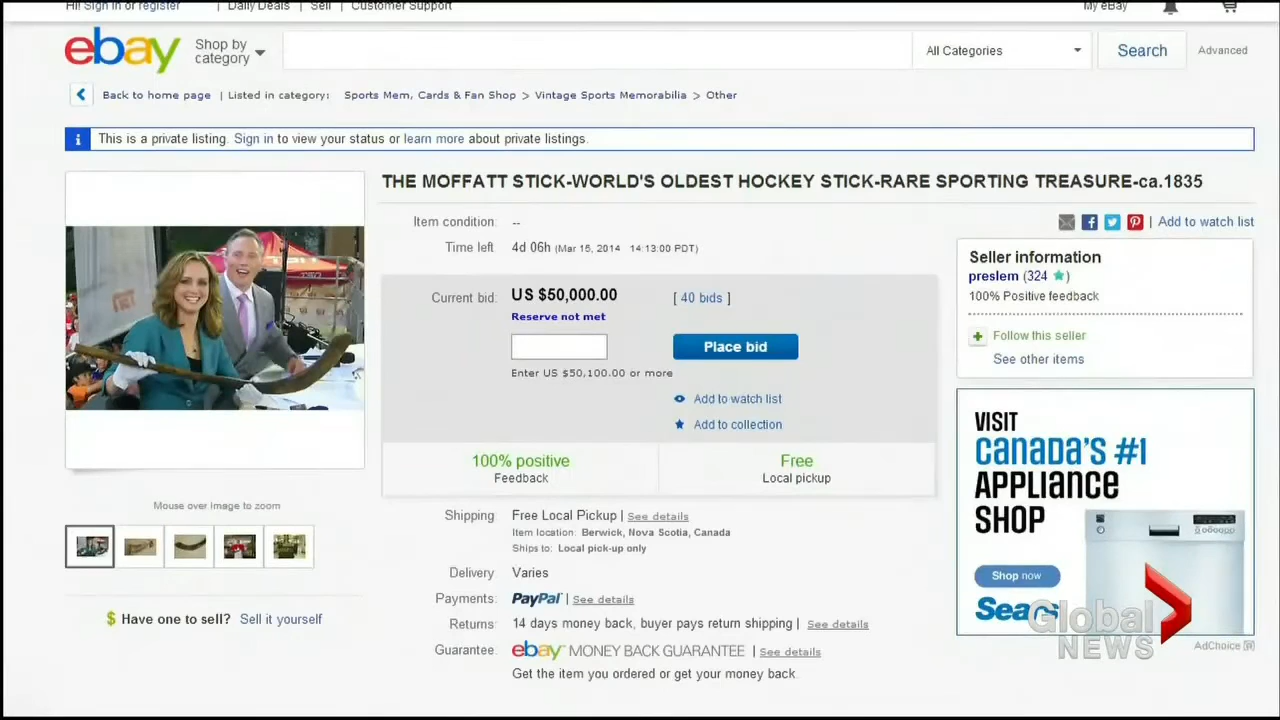 Hi! Sign in or register | Daily Deals | Sell | Customer Support My eBay
ebay Shop by category All Categories Search Advanced
Back to home page | Listed in category: Sports Mem, Cards & Fan Shop > Vintage Sports Memorabilia > Other
i This is a private listing. Sign in to view your status or learn more about private listings.
THE MOFFATT STICK-WORLD'S OLDEST HOCKEY STICK-RARE SPORTING TREASURE-ca.1835
Item condition: --
| Add to watch list
Time left 4d 06h (Mar 15, 2014 14:13:00 PDT)
Current bid: US $50,000.00 [ 40 bids ]
Reserve not met
Place bid
Enter US $50,100.00 or more
Add to watch list
Add to collection
100% positive
Feedback
Free
Local pickup
Mouse over image to zoom
$ Have one to sell? Sell it yourself
Shipping Free Local Pickup | See details
Item location: Berwick, Nova Scotia, Canada
Ships to: Local pick-up only
Delivery Varies
Payments: PayPal | See details
Returns: 14 days money back, buyer pays return shipping | See details
Guarantee: ebay MONEY BACK GUARANTEE | See details
Get the item you ordered or get your money back
Seller information
preslem (324 )
100% Positive feedback
+ Follow this seller
See other items
VISIT
CANADA'S #1
APPLIANCE
SHOP
Shop now
Sears
Global
NEWS
AdChoice